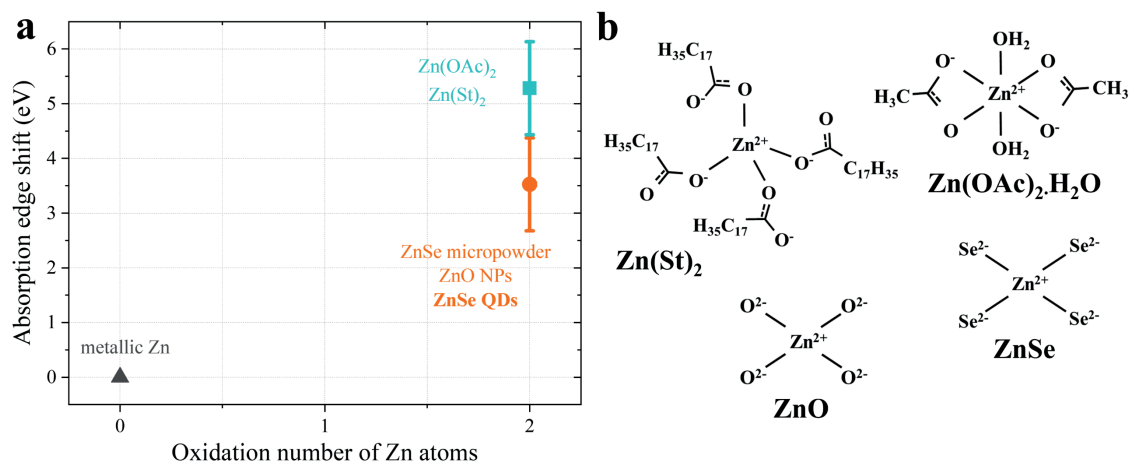 a
Absorption edge shift (eV)
6
5
4
3
2
1
0
Zn(OAc)₂
Zn(St)₂
ZnSe micropowder
ZnO NPs
ZnSe QDs
metallic Zn
0
1
2
Oxidation number of Zn atoms
b
H₃₅C₁₇
O⁻
O
H₃₅C₁₇
O
O⁻
Zn²⁺
O⁻
O
C₁₇H₃₅
O
H₃₅C₁₇
O⁻
Zn(St)₂
OH₂
O⁻
O
H₃C
Zn²⁺
CH₃
O
O⁻
OH₂
Zn(OAc)₂.H₂O
O²⁻
O²⁻
Zn²⁺
O²⁻
O²⁻
ZnO
Se²⁻
Se²⁻
Zn²⁺
Se²⁻
Se²⁻
ZnSe